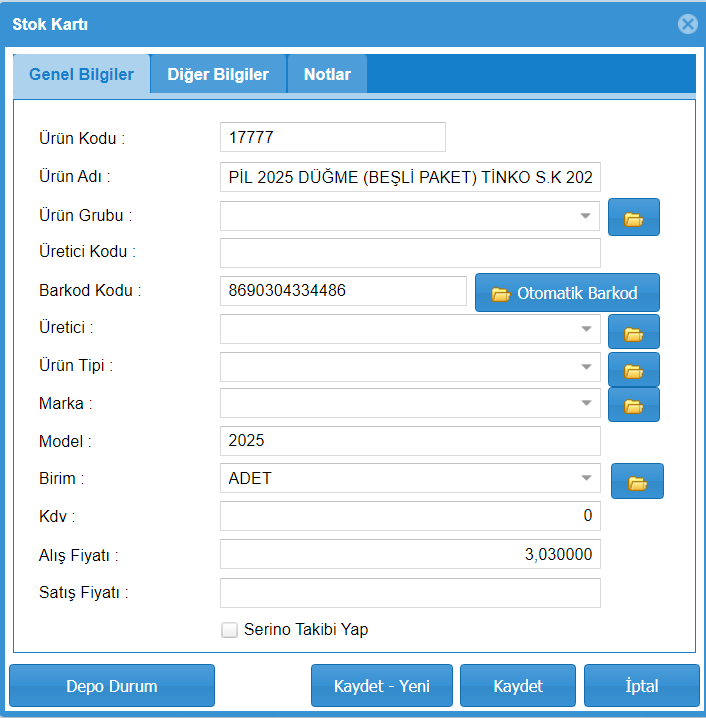 Stok Kartı
Genel Bilgiler Diğer Bilgiler Notlar
Ürün Kodu : 17777
Ürün Adı : PİL 2025 DÜĞME (BEŞLİ PAKET) TİNKO S.K 202
Ürün Grubu :
Üretici Kodu :
Barkod Kodu : 8690304334486 Otomatik Barkod
Üretici :
Ürün Tipi :
Marka :
Model : 2025
Birim : ADET
Kdv : 0
Alış Fiyatı : 3,030000
Satış Fiyatı :
Serino Takibi Yap
Depo Durum Kaydet - Yeni Kaydet İptal